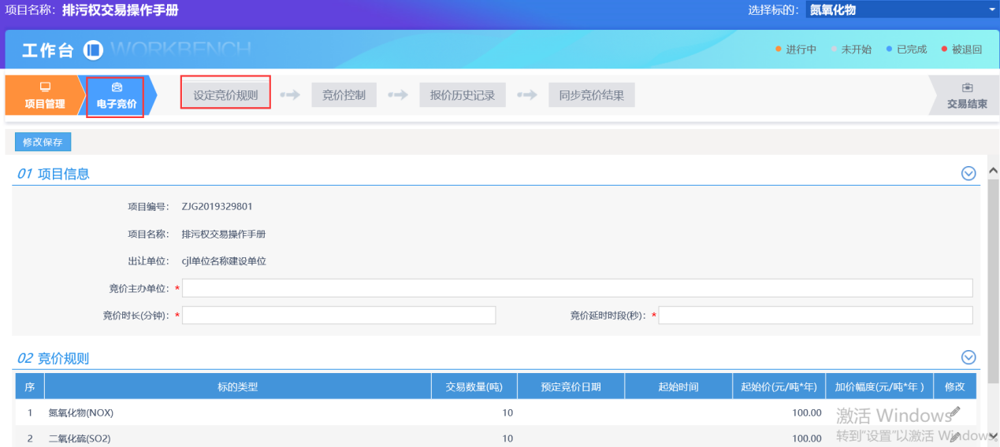 项目名称：排污权交易操作手册 选择标的： 氮氧化物
工作台 WORKBENCH 进行中 未开始 已完成 被退回
项目管理 电子竞价 设定竞价规则 竞价控制 报价历史记录 同步竞价结果 交易结束
修改保存
01 项目信息
项目编号： ZJG2019329801
项目名称： 排污权交易操作手册
出让单位： cjl单位名称建设单位
竞价主办单位：*
竞价时长(分钟)：* 竞价延时时段(秒)：*
02 竞价规则
序 标的类型 交易数量(吨) 预定竞价日期 起始时间 起始价(元/吨*年) 加价幅度(元/吨*年 ) 修改
1 氮氧化物(NOX) 10 100.00
激活 Windows
2 二氧化硫(SO2) 10 100.00
转到"设置"以激活 Windows。